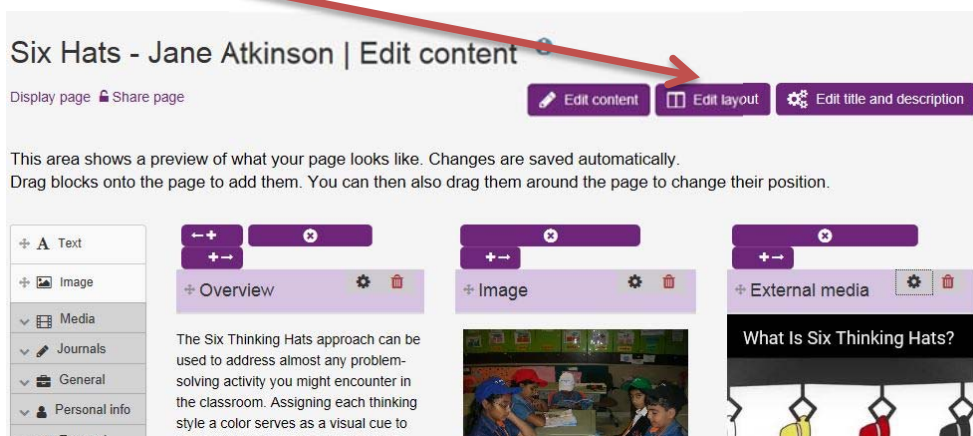 Six Hats - Jane Atkinson | Edit content
Display page Share page
Edit content
Edit layout
Edit title and description
This area shows a preview of what your page looks like. Changes are saved automatically.
Drag blocks onto the page to add them. You can then also drag them around the page to change their position.
Text
Image
Media
Journals
General
Personal info
Overview
The Six Thinking Hats approach can be
used to address almost any problem-
solving activity you might encounter in
the classroom. Assigning each thinking
style a color serves as a visual cue to
Image
External media
What Is Six Thinking Hats?